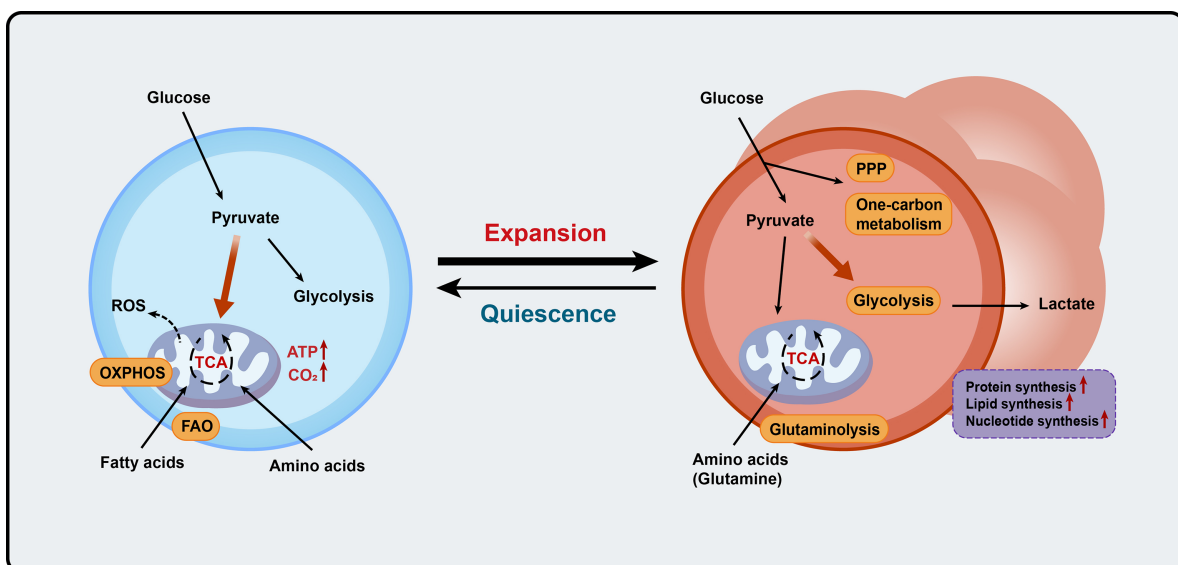 Glucose
Pyruvate
Glycolysis
ROS
OXPHOS
TCA
ATP
CO₂
FAO
Fatty acids
Amino acids
Expansion
Quiescence
Glucose
PPP
One-carbon
metabolism
Pyruvate
Glycolysis
Lactate
TCA
Glutaminolysis
Amino acids
(Glutamine)
Protein synthesis
Lipid synthesis
Nucleotide synthesis